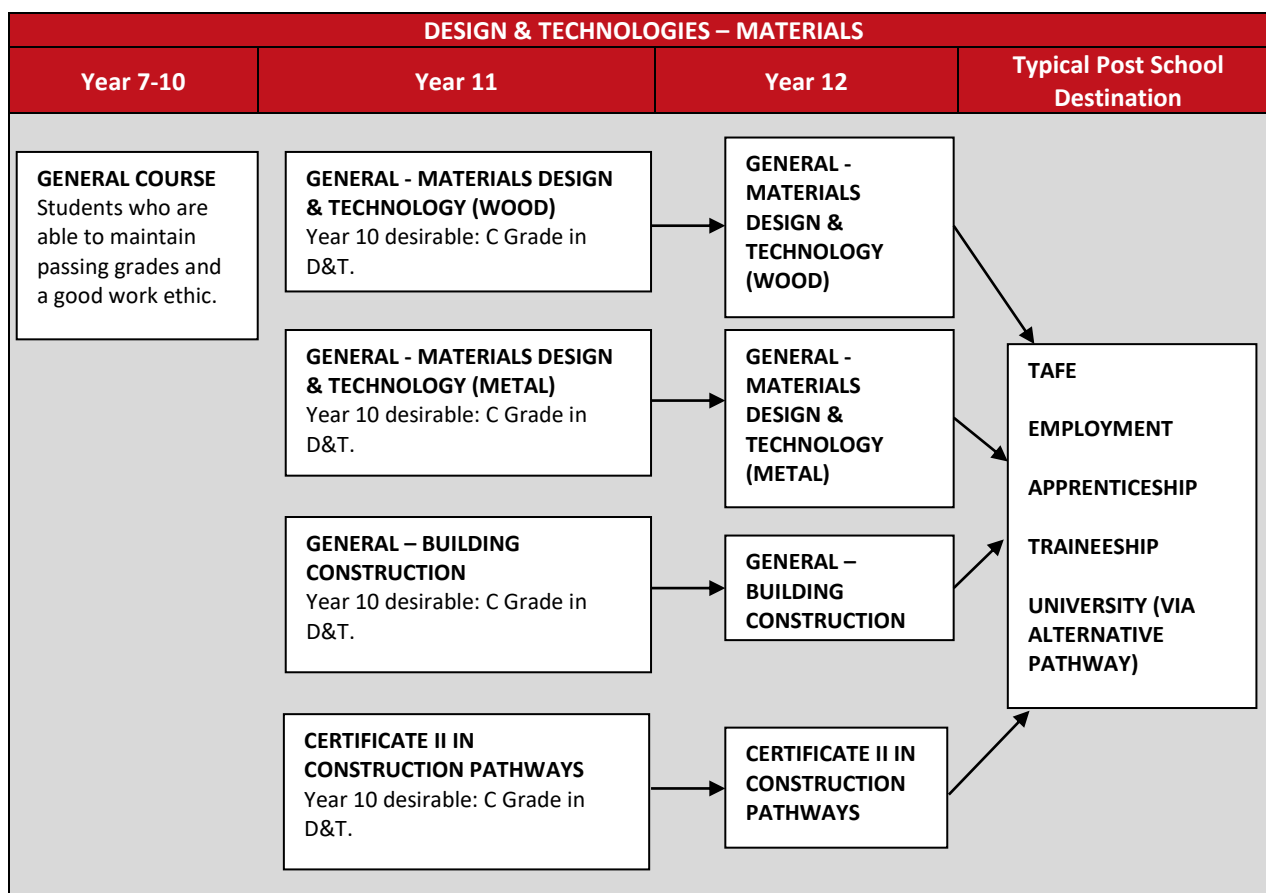 DESIGN & TECHNOLOGIES – MATERIALS
Year 7-10
Year 11
Year 12
Typical Post School
Destination
GENERAL COURSE
Students who are
able to maintain
passing grades and
a good work ethic.
GENERAL - MATERIALS DESIGN
& TECHNOLOGY (WOOD)
Year 10 desirable: C Grade in
D&T.
GENERAL -
MATERIALS
DESIGN &
TECHNOLOGY
(WOOD)
GENERAL - MATERIALS DESIGN
& TECHNOLOGY (METAL)
Year 10 desirable: C Grade in
D&T.
GENERAL -
MATERIALS
DESIGN &
TECHNOLOGY
(METAL)
GENERAL – BUILDING
CONSTRUCTION
Year 10 desirable: C Grade in
D&T.
GENERAL –
BUILDING
CONSTRUCTION
CERTIFICATE II IN
CONSTRUCTION PATHWAYS
Year 10 desirable: C Grade in
D&T.
CERTIFICATE II IN
CONSTRUCTION
PATHWAYS
TAFE
EMPLOYMENT
APPRENTICESHIP
TRAINEESHIP
UNIVERSITY (VIA
ALTERNATIVE
PATHWAY)